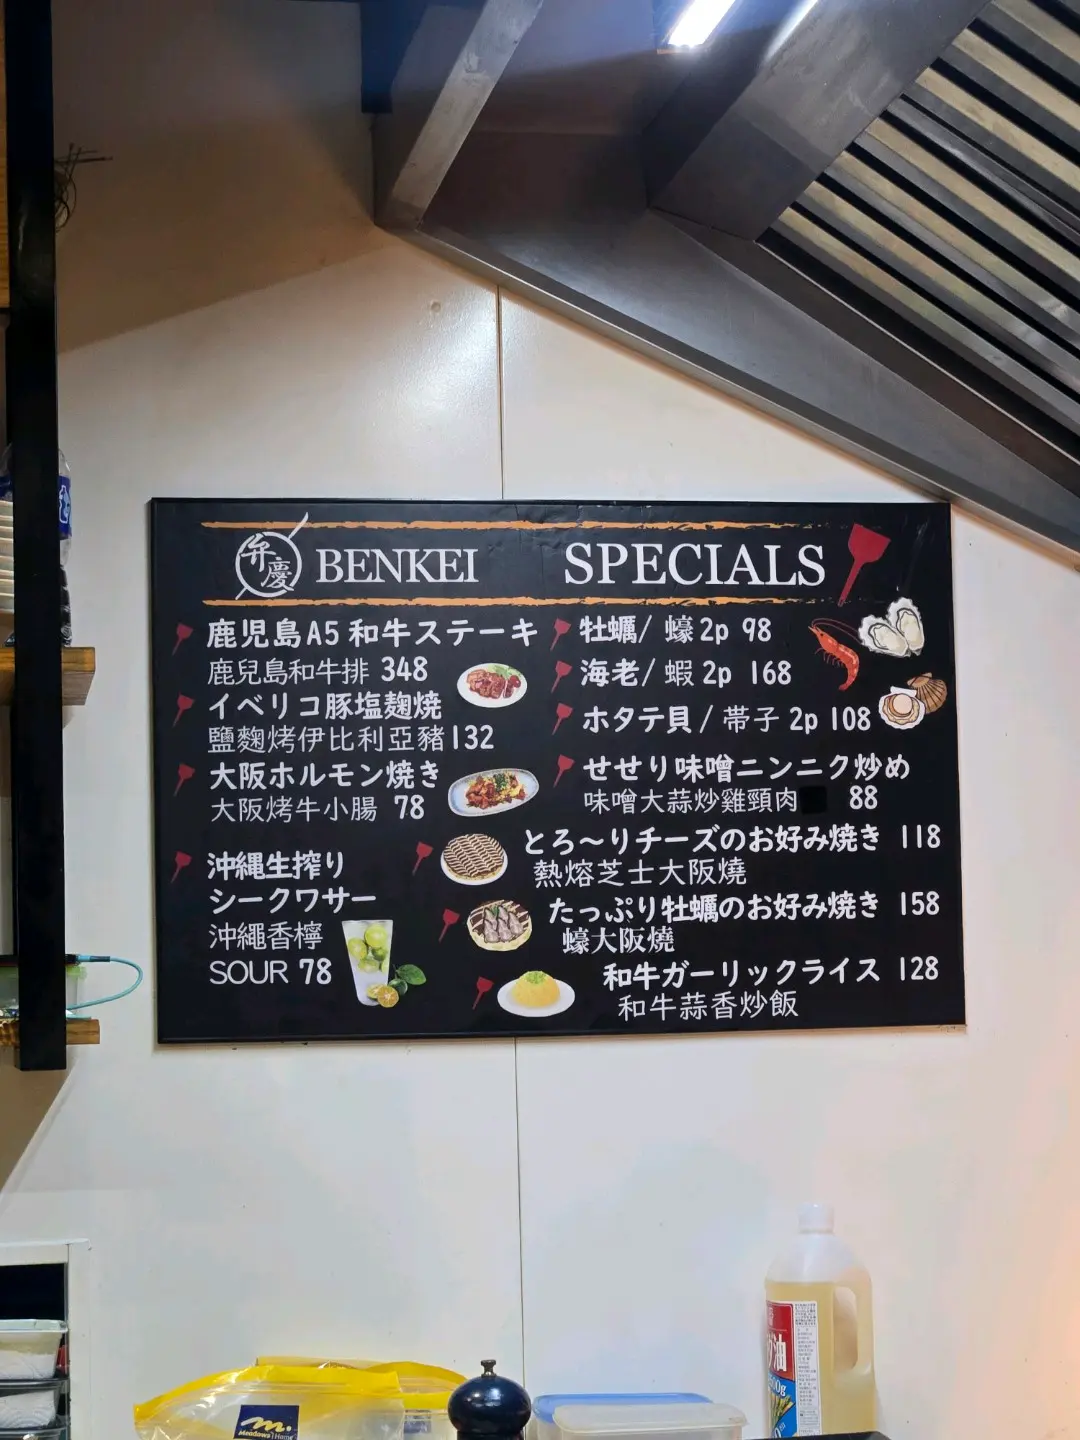 弁慶 BENKEI SPECIALS
鹿児島A5和牛ステーキ
鹿兒島和牛排 348
イベリコ豚塩麹焼
鹽麴烤伊比利亞豬132
大阪ホルモン焼き
大阪烤牛小腸 78
沖縄生搾り
シークワサー
沖繩香檸
SOUR 78
牡蠣/ 蠔 2p 98
海老/ 蝦 2p 168
ホタテ貝 / 帯子 2p 108
せせり味噌ニンニク炒め
味噌大蒜炒雞頸肉 88
とろ～りチーズのお好み焼き 118
熱熔芝士大阪燒
たっぷり牡蠣のお好み焼き 158
蠔大阪燒
和牛ガーリックライス 128
和牛蒜香炒飯
m.
Meadows Home
油